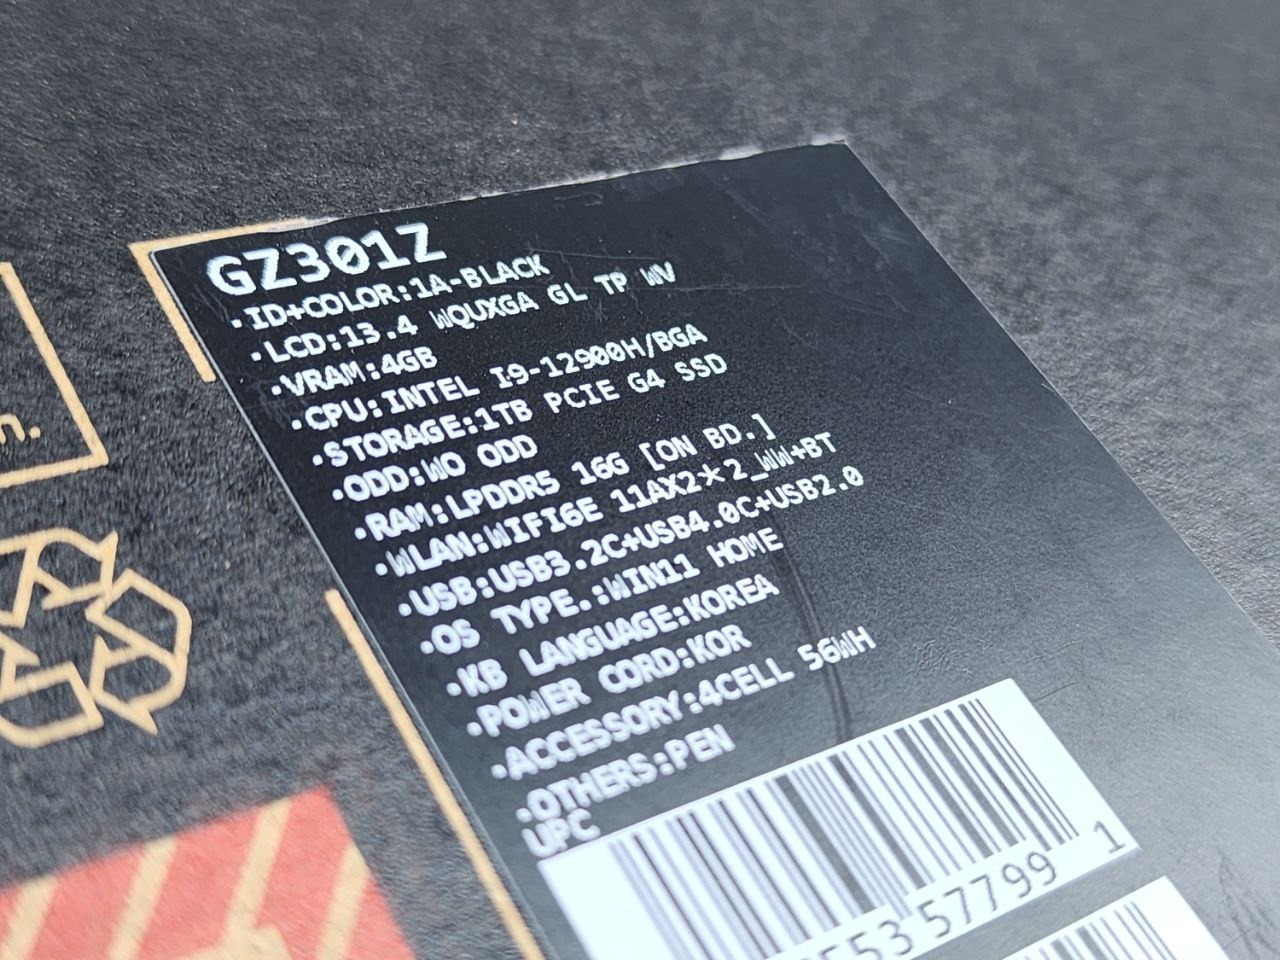 GZ301Z
·ID+COLOR:1A-BLACK
·LCD:13.4 WQUXGA GL TP WV
·VRAM:4GB
·CPU:INTEL I9-12900H/BGA
·STORAGE:1TB PCIE G4 SSD
·ODD:WO ODD
·RAM:LPDDR5 16G [ON BD.]
·WLAN:WIFI6E 11AX2*2_WW+BT
·USB:USB3.2C+USB4.0C+USB2.0
·OS TYPE.:WIN11 HOME
·KB LANGUAGE:KOREA
·POWER CORD:KOR
·ACCESSORY:4CELL 56WH
·OTHERS:PEN
UPC
57799 1